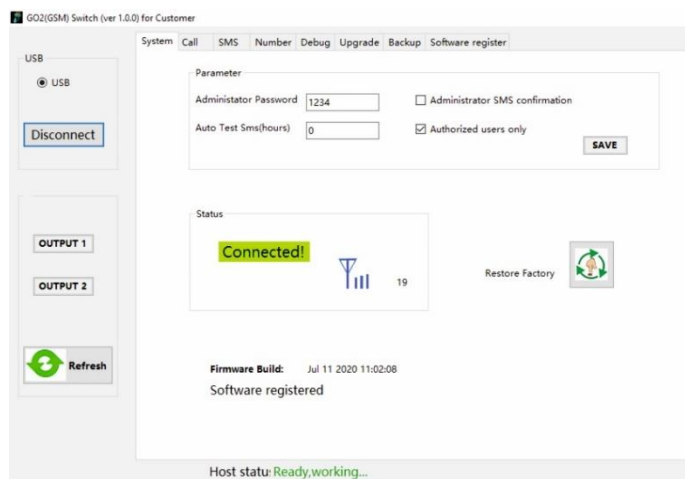 GO2(GSM) Switch (ver 1.0.0) for Customer
System Call SMS Number Debug Upgrade Backup Software register
USB
USB
Disconnect
Parameter
Administator Password 1234
Administrator SMS confirmation
Auto Test Sms(hours) 0
Authorized users only
SAVE
OUTPUT 1
OUTPUT 2
Refresh
Status
Connected!
19
Restore Factory
Firmware Build: Jul 11 2020 11:02:08
Software registered
Host statu: Ready,working...